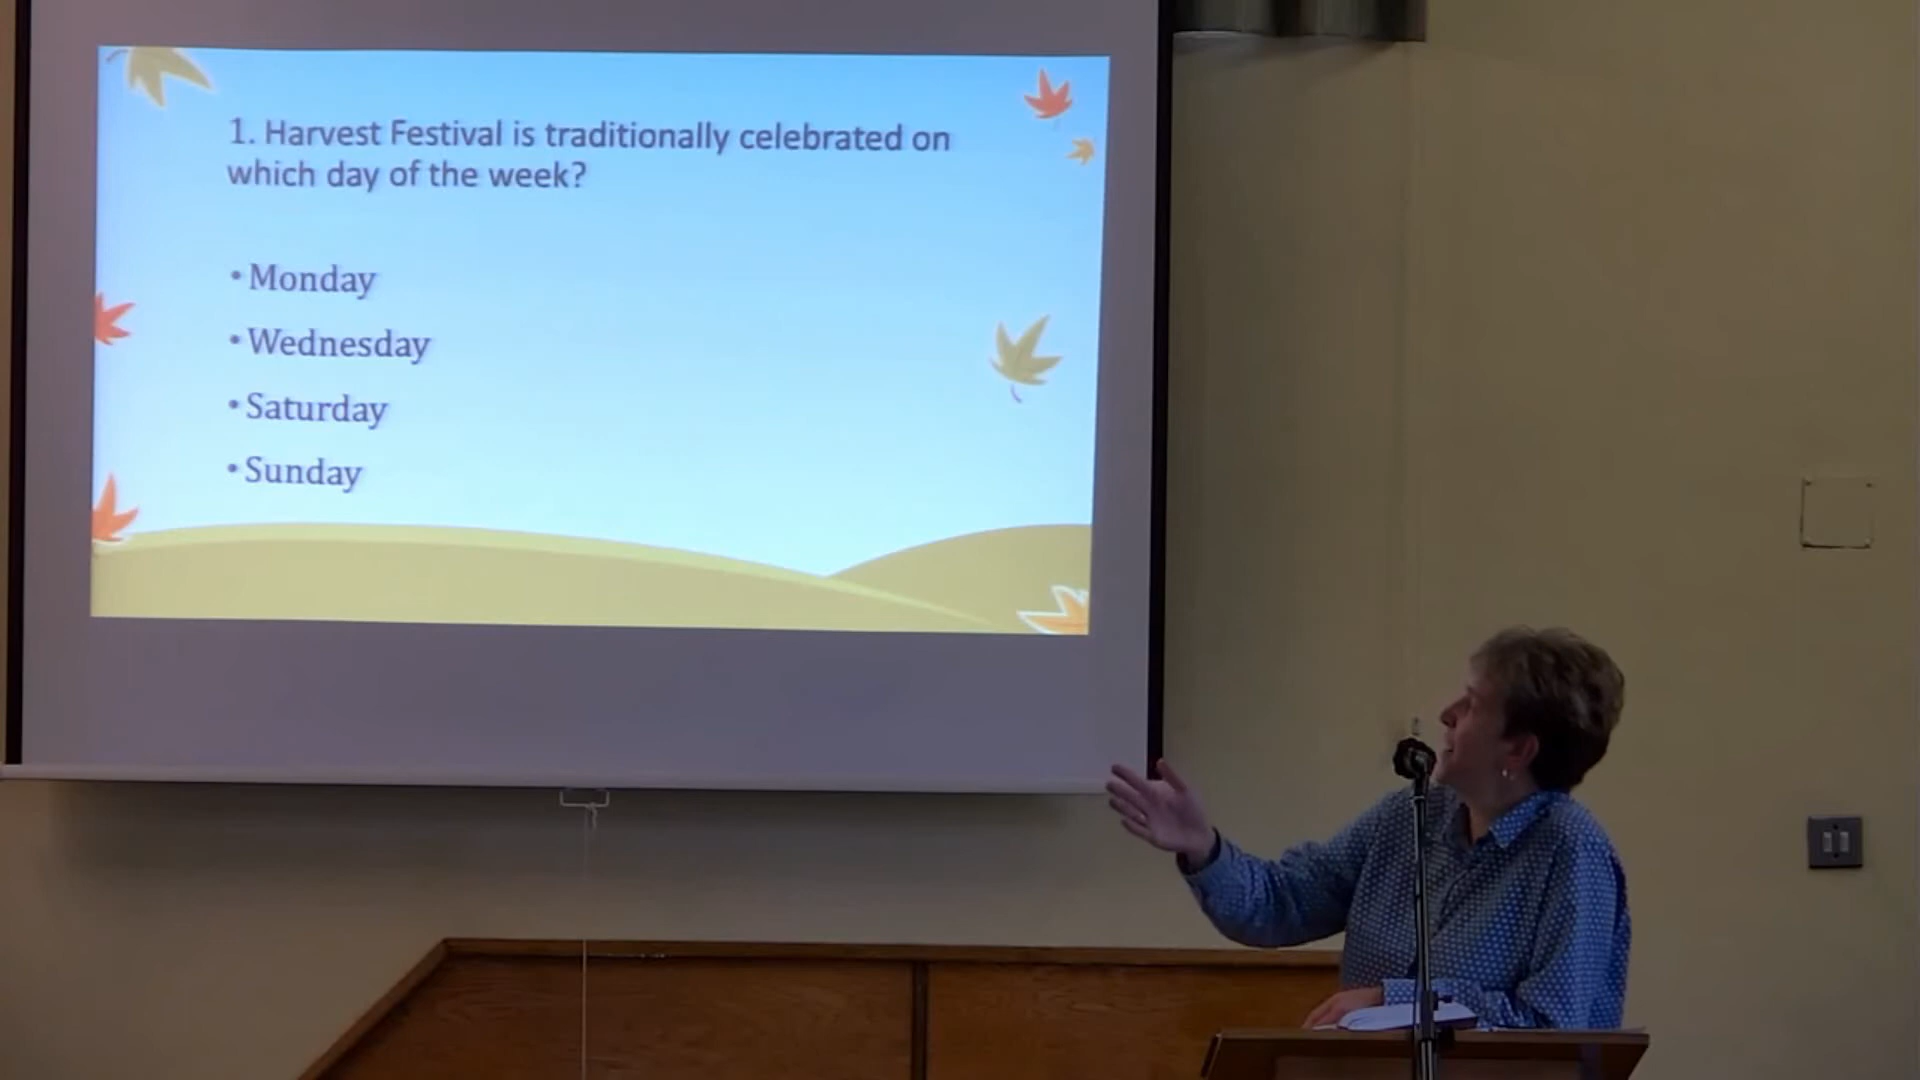 1. Harvest Festival is traditionally celebrated on
which day of the week?
• Monday
• Wednesday
• Saturday
• Sunday